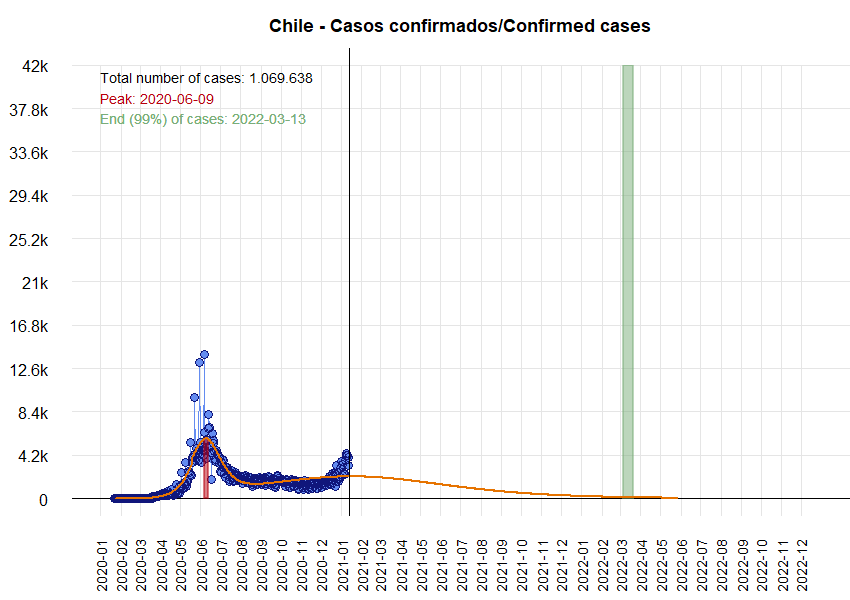 Chile - Casos confirmados/Confirmed cases
42k
37.8k
33.6k
29.4k
25.2k
21k
16.8k
12.6k
8.4k
4.2k
0
Total number of cases: 1.069.638
Peak: 2020-06-09
End (99%) of cases: 2022-03-13
2020-01
2020-02
2020-03
2020-04
2020-05
2020-06
2020-07
2020-08
2020-09
2020-10
2020-11
2020-12
2021-01
2021-02
2021-03
2021-04
2021-05
2021-06
2021-07
2021-08
2021-09
2021-10
2021-11
2021-12
2022-01
2022-02
2022-03
2022-04
2022-05
2022-06
2022-07
2022-08
2022-09
2022-10
2022-11
2022-12